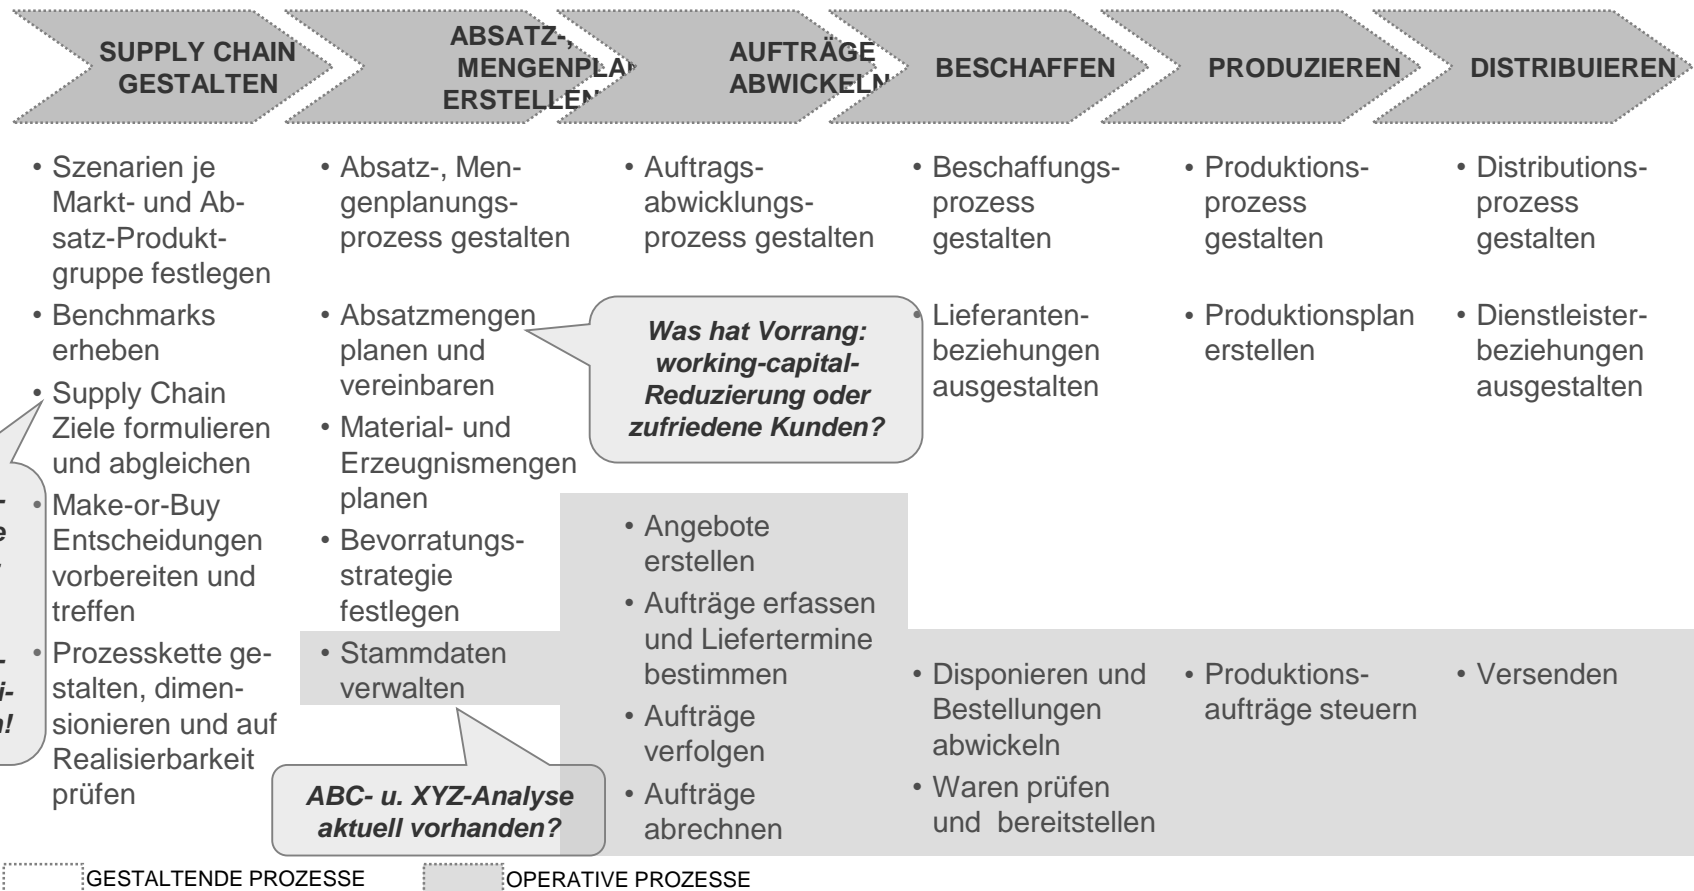 SUPPLY CHAIN
GESTALTEN
ABSATZ-,
MENGENPLA
ERSTELLEN
AUFTRÄGE
ABWICKELN
BESCHAFFEN
PRODUZIEREN
DISTRIBUIEREN
• Szenarien je
Markt- und Ab-
satz-Produkt-
gruppe festlegen
• Benchmarks
erheben
• Supply Chain
Ziele formulieren
und abgleichen
• Make-or-Buy
Entscheidungen
vorbereiten und
treffen
• Prozesskette ge-
stalten, dimen-
sionieren und auf
Realisierbarkeit
prüfen
• Absatz-, Men-
genplanungs-
prozess gestalten
• Absatzmengen
planen und
vereinbaren
• Material- und
Erzeugnismengen
planen
• Bevorratungs-
strategie
festlegen
• Stammdaten
verwalten
ABC- u. XYZ-Analyse
aktuell vorhanden?
• Auftrags-
abwicklungs-
prozess gestalten
Was hat Vorrang:
working-capital-
Reduzierung oder
zufriedene Kunden?
• Angebote
erstellen
• Aufträge erfassen
und Liefertermine
bestimmen
• Aufträge
verfolgen
• Aufträge
abrechnen
• Beschaffungs-
prozess
gestalten
• Lieferanten-
beziehungen
ausgestalten
• Disponieren und
Bestellungen
abwickeln
• Waren prüfen
und bereitstellen
• Produktions-
prozess
gestalten
• Produktionsplan
erstellen
• Produktions-
aufträge steuern
• Distributions-
prozess
gestalten
• Dienstleister-
beziehungen
ausgestalten
• Versenden
GESTALTENDE PROZESSE
OPERATIVE PROZESSE